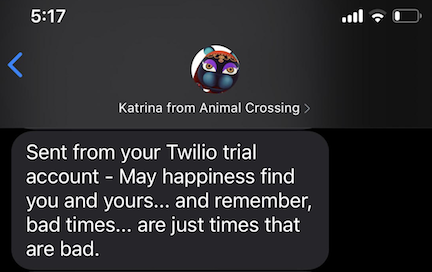 5:17
Katrina from Animal Crossing >
Sent from your Twilio trial
account - May happiness find
you and yours... and remember,
bad times... are just times that
are bad.